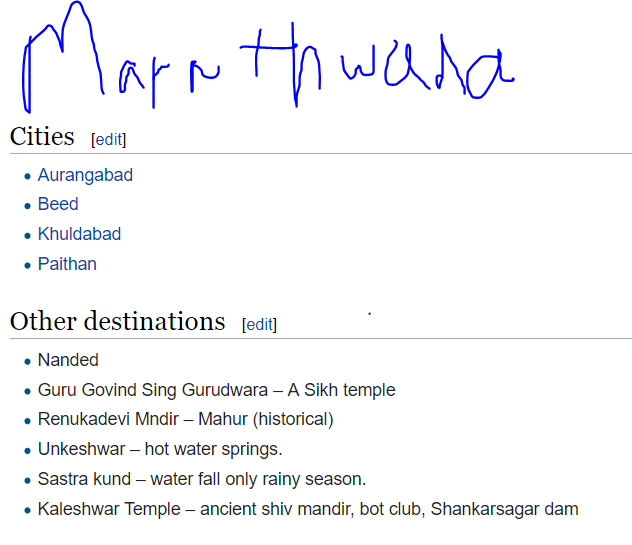 Marathwada
Cities [edit]
• Aurangabad
• Beed
• Khuldabad
• Paithan
Other destinations [edit]
• Nanded
• Guru Govind Sing Gurudwara – A Sikh temple
• Renukadevi Mndir – Mahur (historical)
• Unkeshwar – hot water springs.
• Sastra kund – water fall only rainy season.
• Kaleshwar Temple – ancient shiv mandir, bot club, Shankarsagar dam